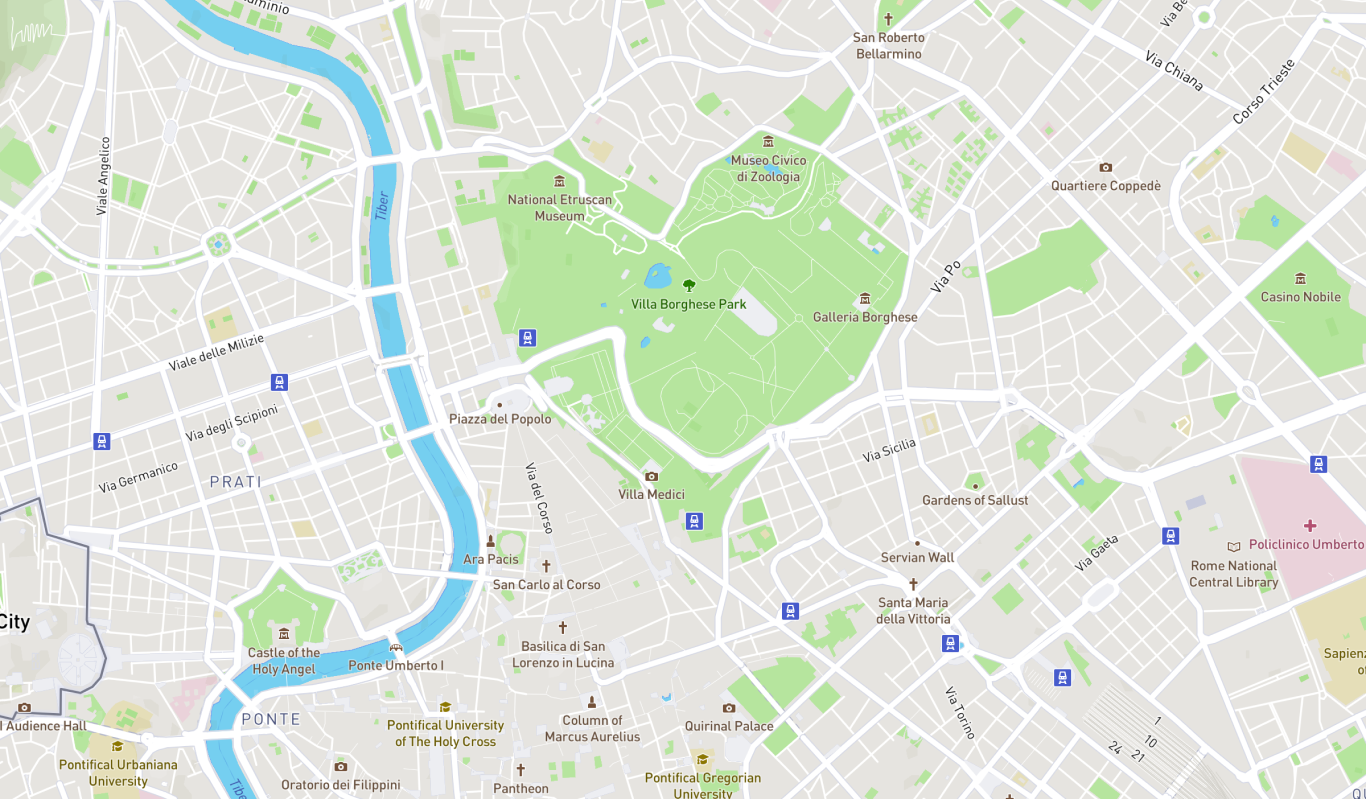 San Roberto
Bellarmino
Via Chiana
Corso Trieste
Viale Angelico
Tiber
Museo Civico
di Zoologia
Quartiere Coppedè
National Etruscan
Museum
Via Po
Villa Borghese Park
Galleria Borghese
Casino Nobile
Viale delle Milizie
Piazza del Popolo
Via degli Scipioni
Via Sicilia
Via Germanico
PRATI
Via del Corso
Villa Medici
Gardens of Sallust
Policlinico Umberto
Ara Pacis
San Carlo al Corso
Servian Wall
Via Gaeta
Rome National
Central Library
City
Santa Maria
della Vittoria
Castle of the
Holy Angel
Ponte Umberto I
Basilica di San
Lorenzo in Lucina
Via Torino
PONTE
Audience Hall
Pontifical University
of The Holy Cross
Column of
Marcus Aurelius
Quirinal Palace
1
10
21
24
Pontifical Urbaniana
University
Oratorio dei Filippini
Pantheon
Pontifical Gregorian
University